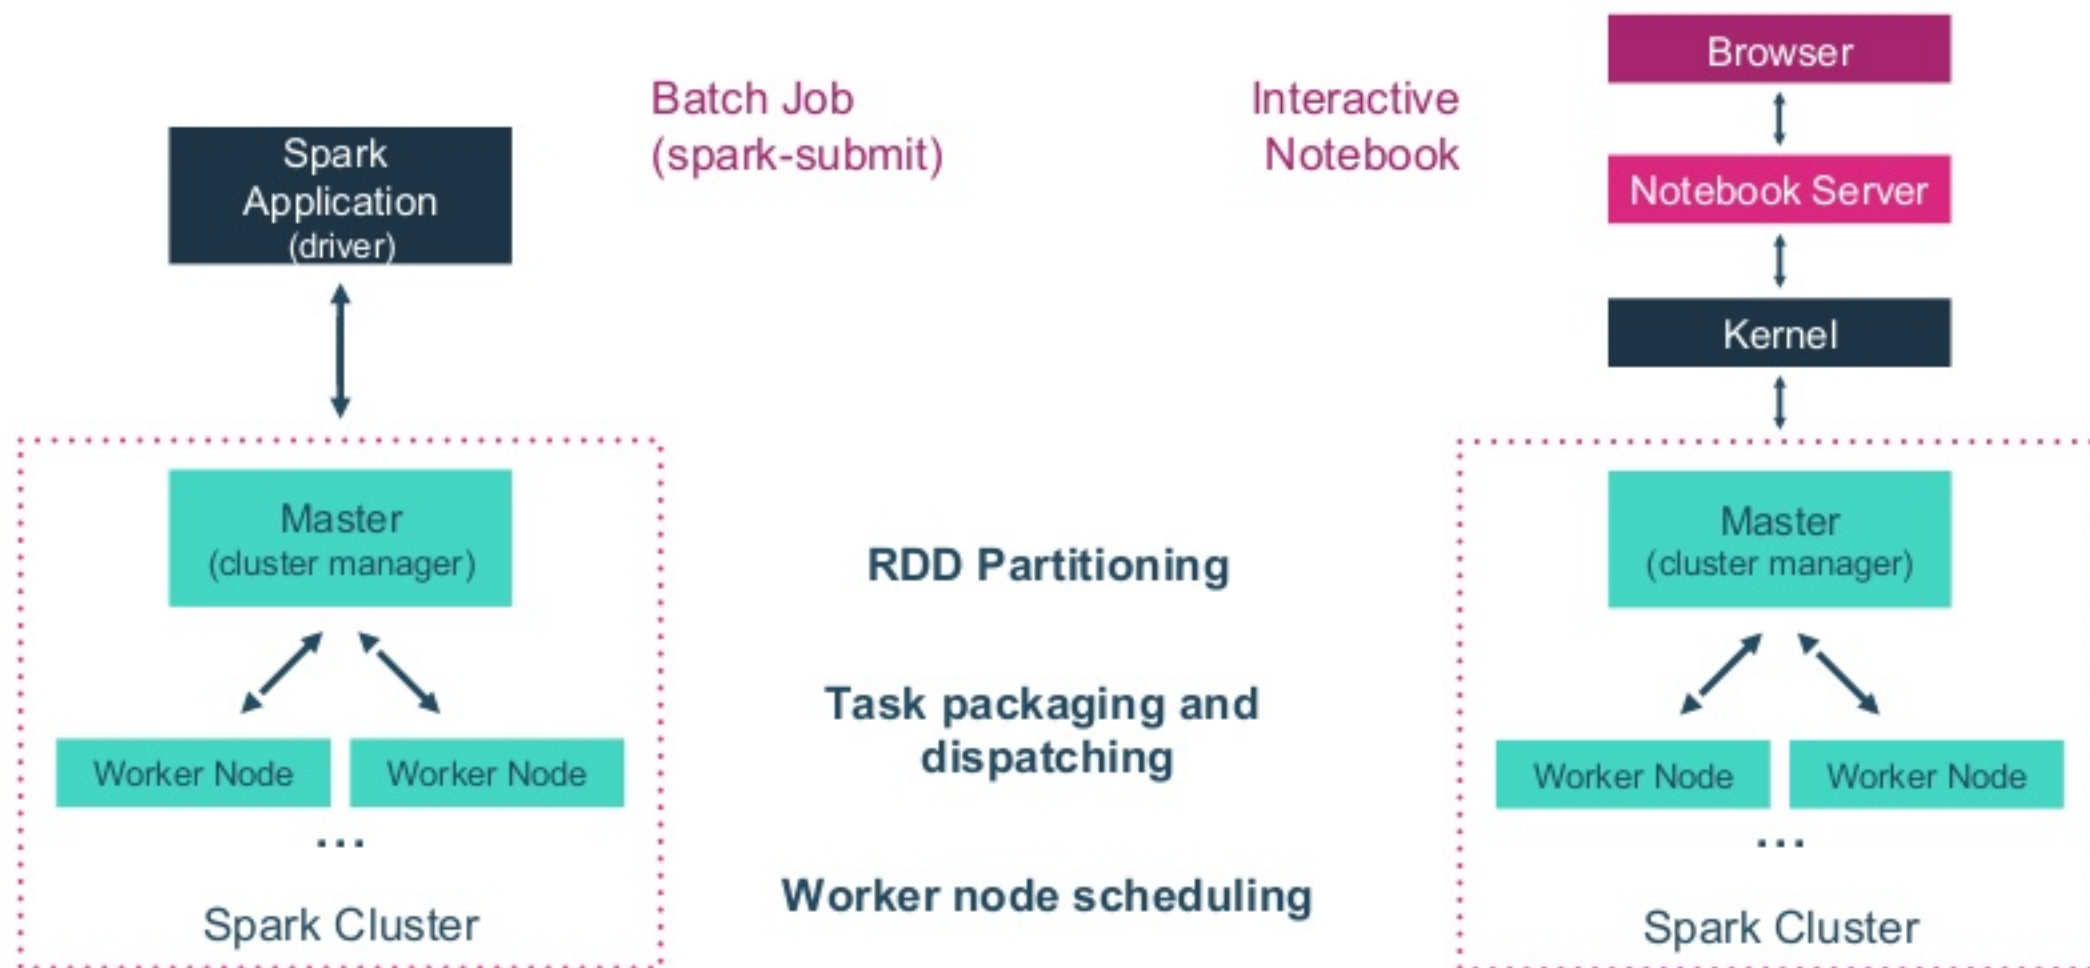 Batch Job
(spark-submit)
Spark
Application
(driver)
Master
(cluster manager)
Worker Node
Worker Node
...
Spark Cluster
RDD Partitioning
Task packaging and
dispatching
Worker node scheduling
Interactive
Notebook
Browser
Notebook Server
Kernel
Master
(cluster manager)
Worker Node
Worker Node
...
Spark Cluster